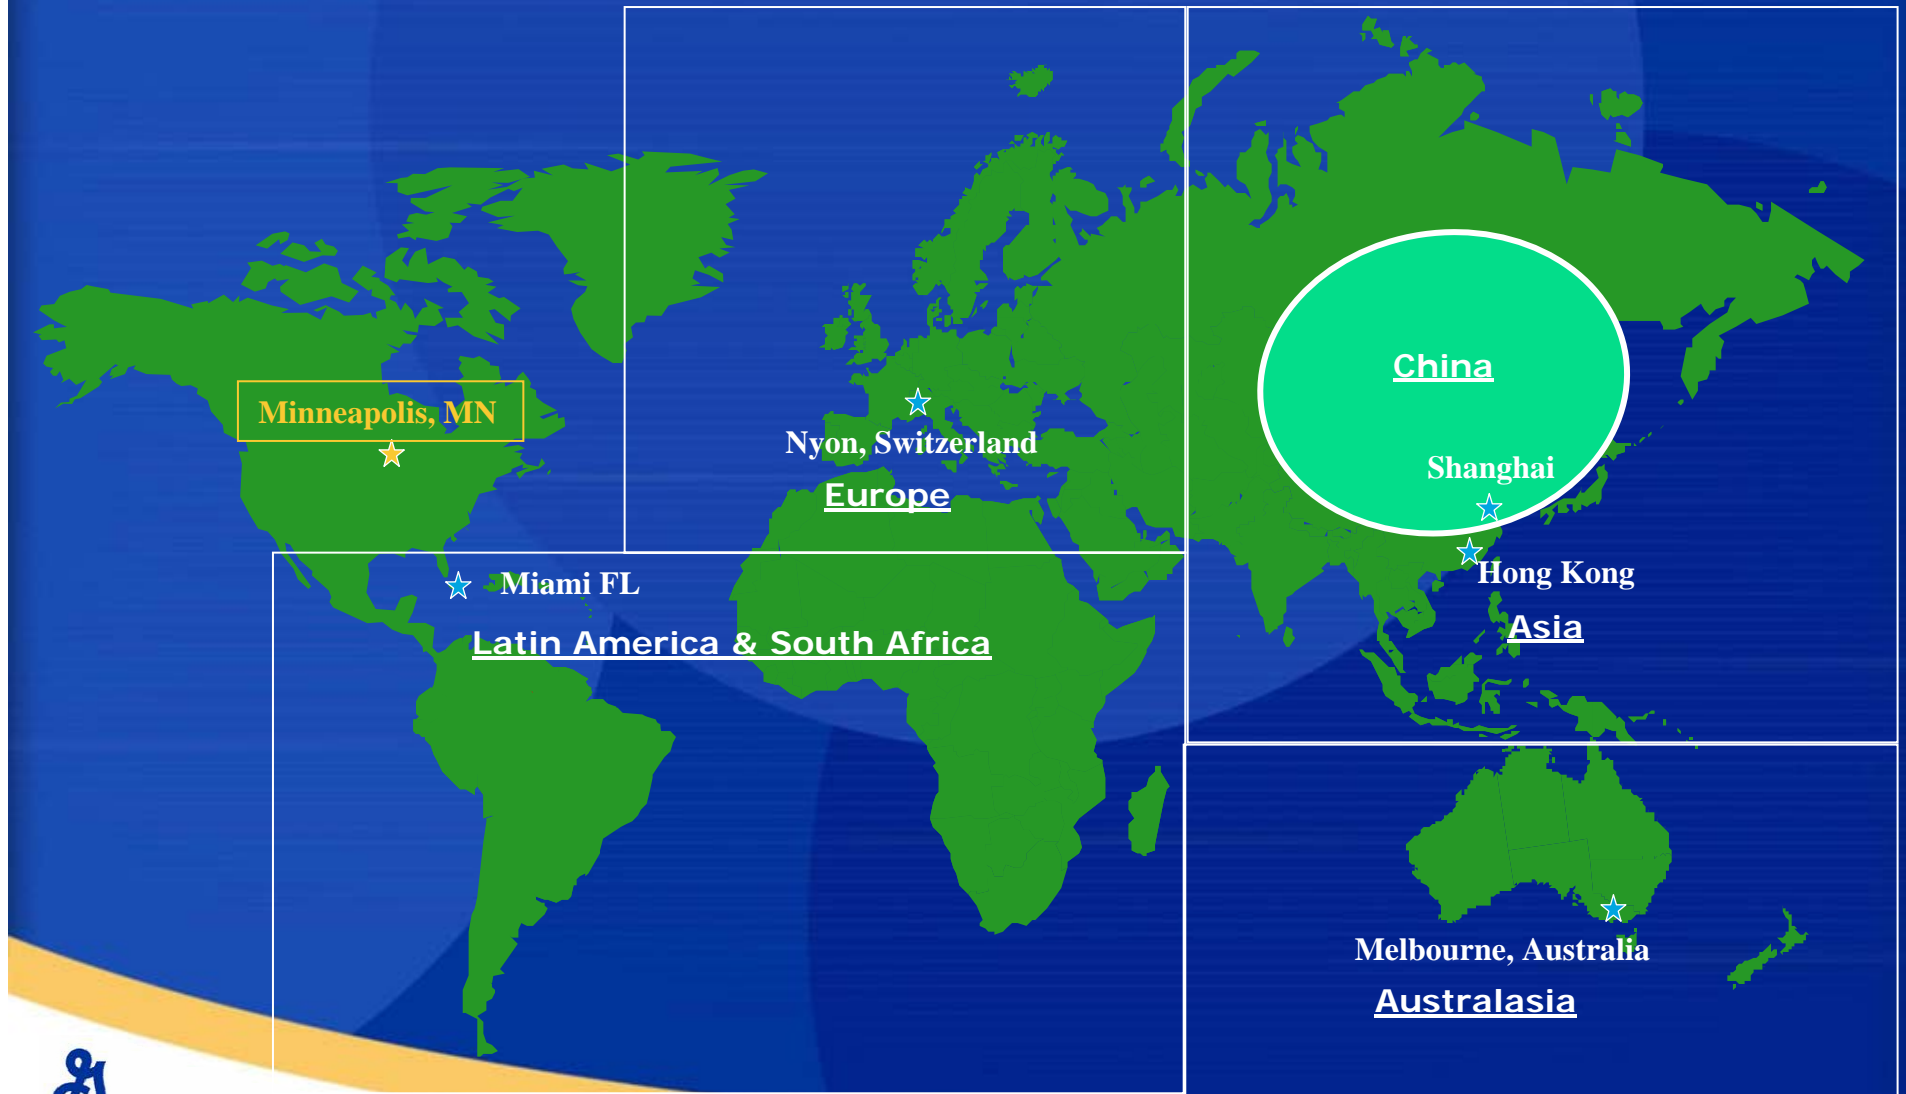 Minneapolis, MN
Nyon, Switzerland
Europe
China
Shanghai
Hong Kong
Asia
Miami FL
Latin America & South Africa
Melbourne, Australia
Australasia